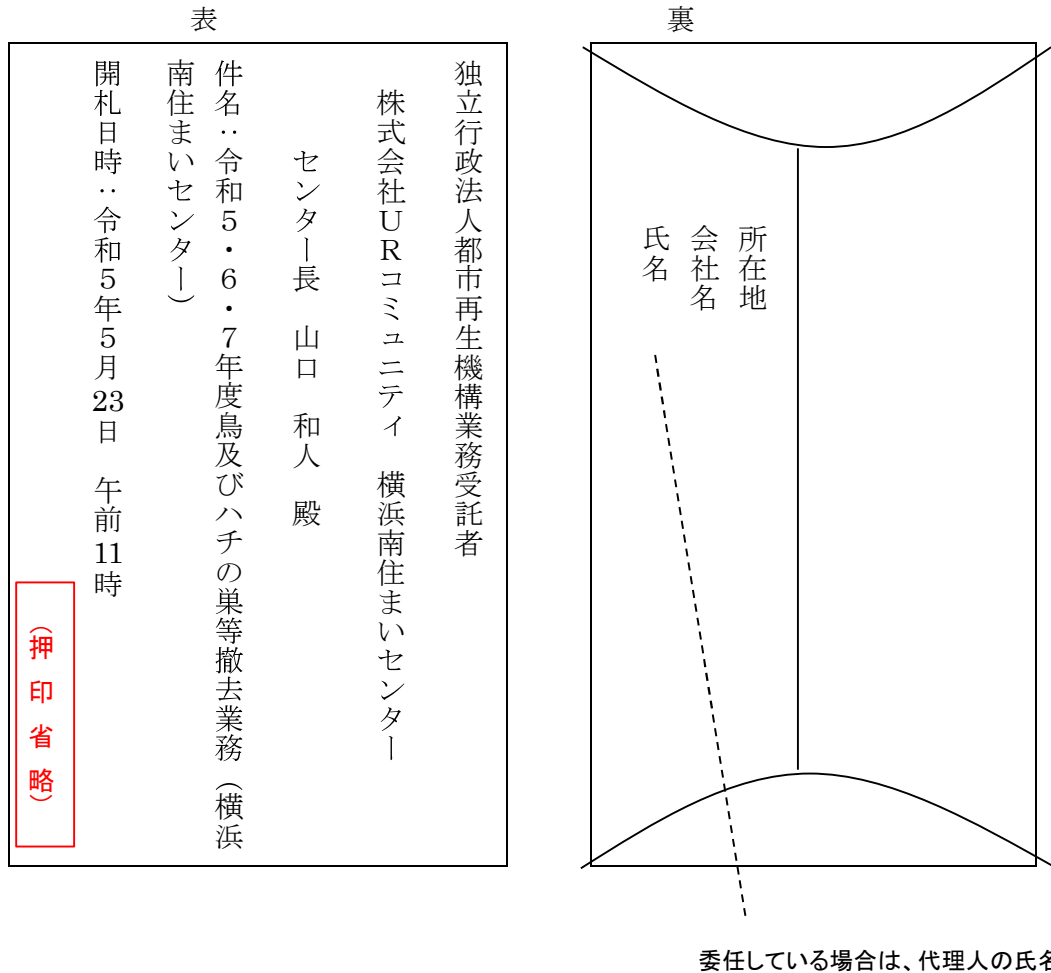 表
独立行政法人都市再生機構業務受託者
株式会社ＵＲコミュニティ　横浜南住まいセンター
センター長　山口　和人　殿
件名：令和５・６・７年度鳥及びハチの巣等撤去業務（横浜
南住まいセンター）
開札日時：令和５年５月23日　午前11時
（押印省略）
裏
所在地
会社名
氏名
委任している場合は、代理人の氏名